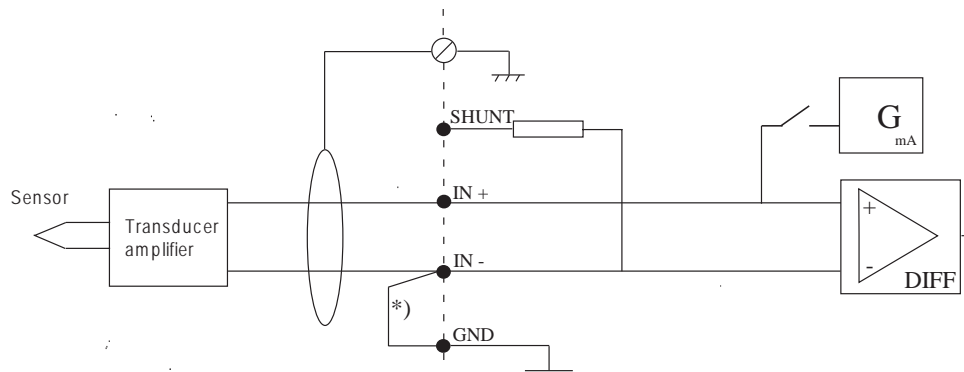 SHUNT
G
mA
Sensor
IN +
Transducer
amplifier
+
IN -
-
DIFF
*)
GND